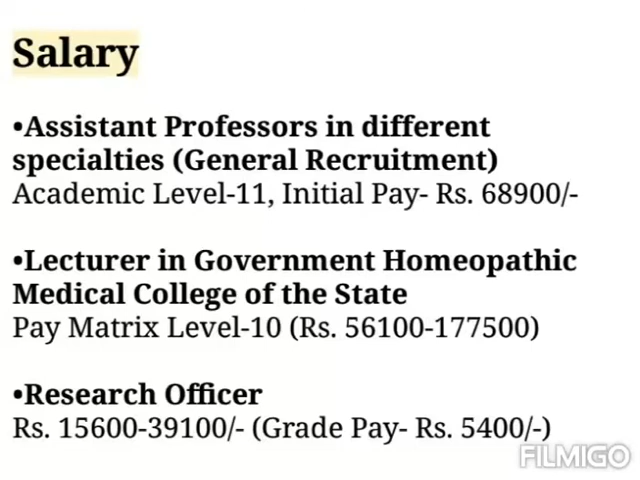 Salary
•Assistant Professors in different
specialties (General Recruitment)
Academic Level-11, Initial Pay- Rs. 68900/-
•Lecturer in Government Homeopathic
Medical College of the State
Pay Matrix Level-10 (Rs. 56100-177500)
•Research Officer
Rs. 15600-39100/- (Grade Pay- Rs. 5400/-)
FILMIGO